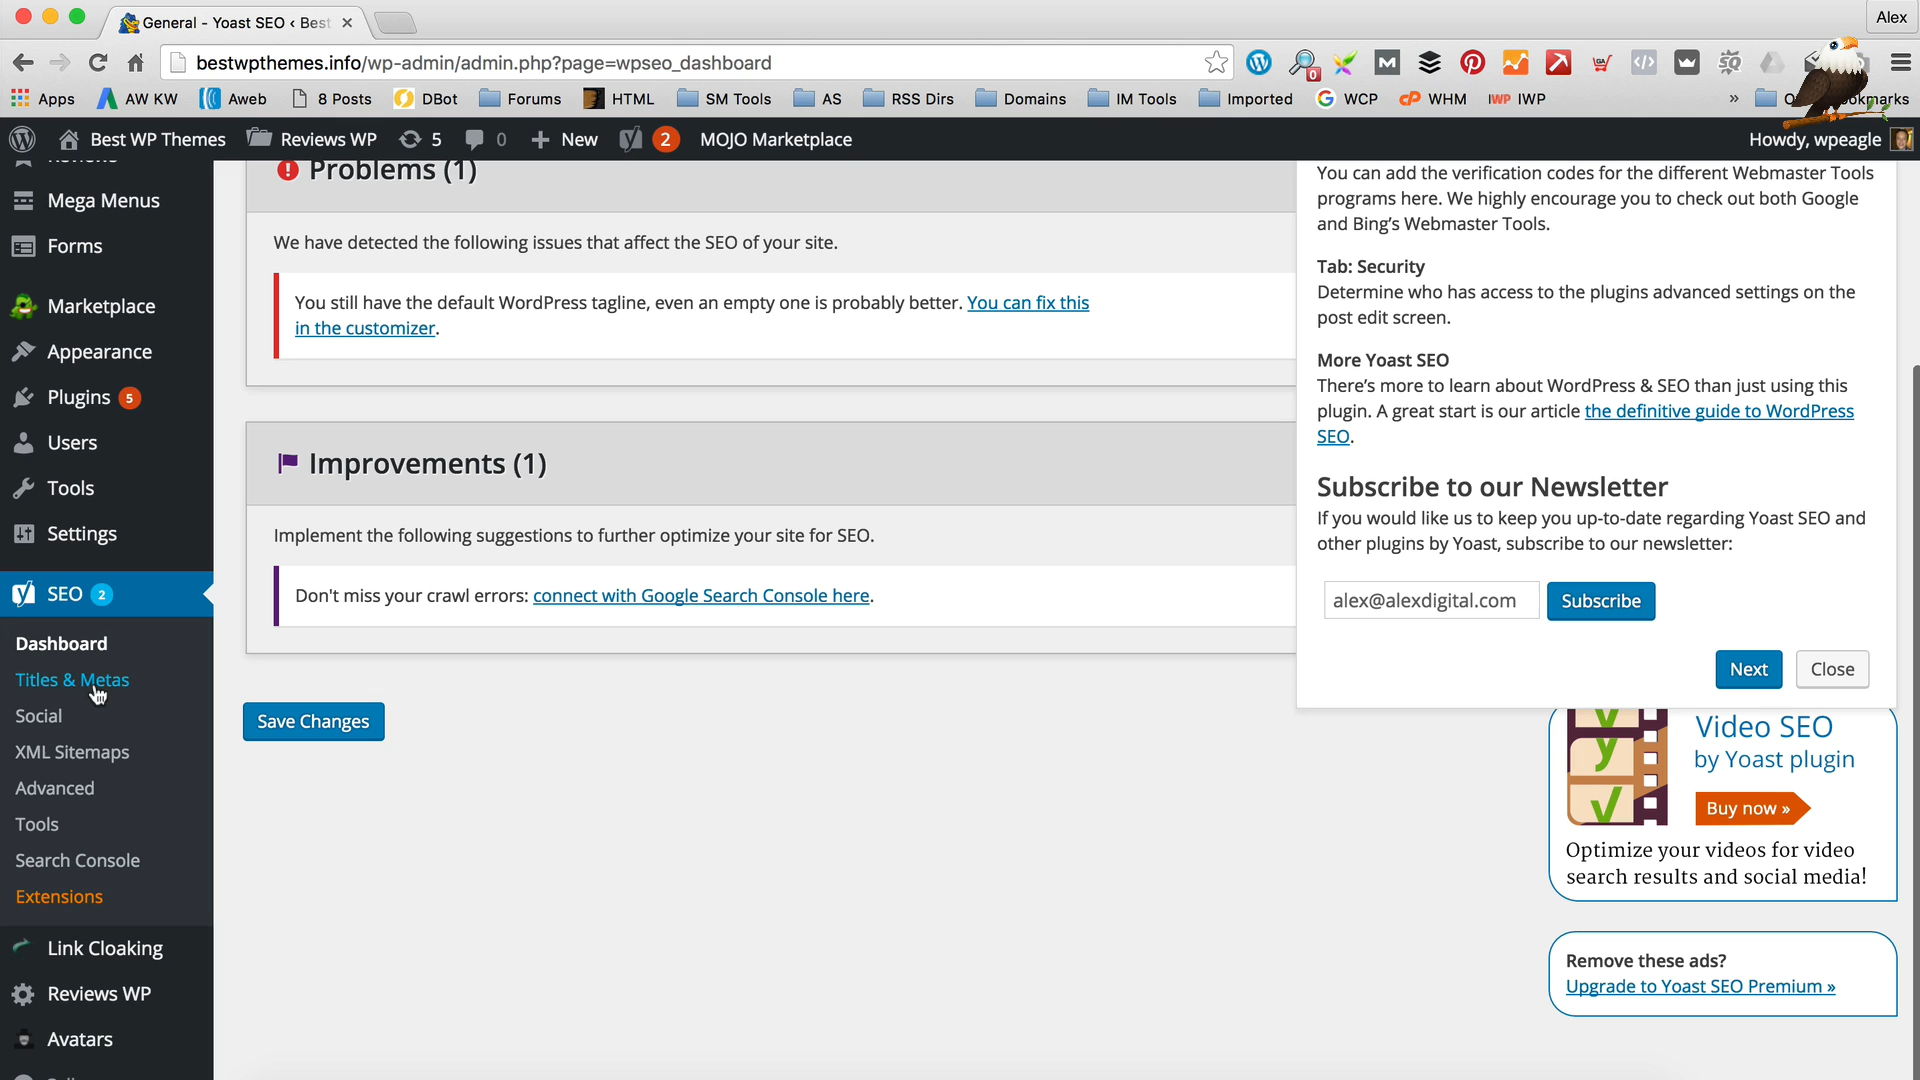 General - Yoast SEO ‹ Best
Alex
bestwpthemes.info/wp-admin/admin.php?page=wpseo_dashboard
Apps
AW KW
Aweb
8 Posts
DBot
Forums
HTML
SM Tools
AS
RSS Dirs
Domains
IM Tools
Imported
WCP
WHM
IWP
Best WP Themes
Reviews WP
5
0
New
2
MOJO Marketplace
Howdy, wpeagle
Mega Menus
Forms
Marketplace
Appearance
Plugins 5
Users
Tools
Settings
SEO 2
Dashboard
Titles & Metas
Social
XML Sitemaps
Advanced
Tools
Search Console
Extensions
Link Cloaking
Reviews WP
Avatars
Problems (1)
We have detected the following issues that affect the SEO of your site.
You still have the default WordPress tagline, even an empty one is probably better. You can fix this
in the customizer.
Improvements (1)
Implement the following suggestions to further optimize your site for SEO.
Don't miss your crawl errors: connect with Google Search Console here.
Save Changes
You can add the verification codes for the different Webmaster Tools
programs here. We highly encourage you to check out both Google
and Bing's Webmaster Tools.
Tab: Security
Determine who has access to the plugins advanced settings on the
post edit screen.
More Yoast SEO
There's more to learn about WordPress & SEO than just using this
plugin. A great start is our article the definitive guide to WordPress
SEO.
Subscribe to our Newsletter
If you would like us to keep you up-to-date regarding Yoast SEO and
other plugins by Yoast, subscribe to our newsletter:
alex@alexdigital.com
Subscribe
Next
Close
Video SEO
by Yoast plugin
Buy now »
Optimize your videos for video
search results and social media!
Remove these ads?
Upgrade to Yoast SEO Premium »